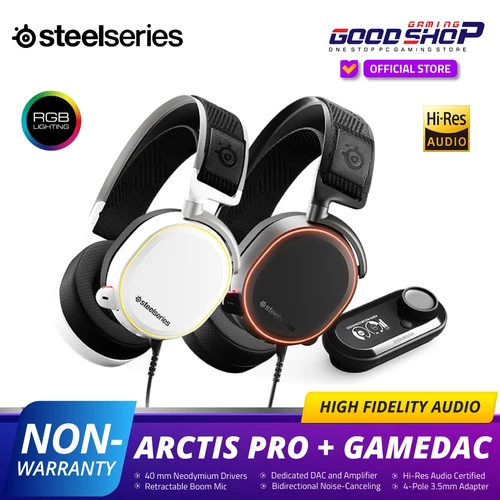 steelseries
GAMING
GOODSHOP
ONE STOP PC GAMING STORE
OFFICIAL STORE
RGB
LIGHTING
Hi-Res
AUDIO
steelseries
steelseries
HIGH FIDELITY AUDIO
NON-
WARRANTY
ARCTIS PRO + GAMEDAC
40 mm Neodymium Drivers
Dedicated DAC and Amplifier
Hi-Res Audio Certified
Retractable Boom Mic
Bidirectional Noise-Canceling
4-Pole 3.5mm Adapter